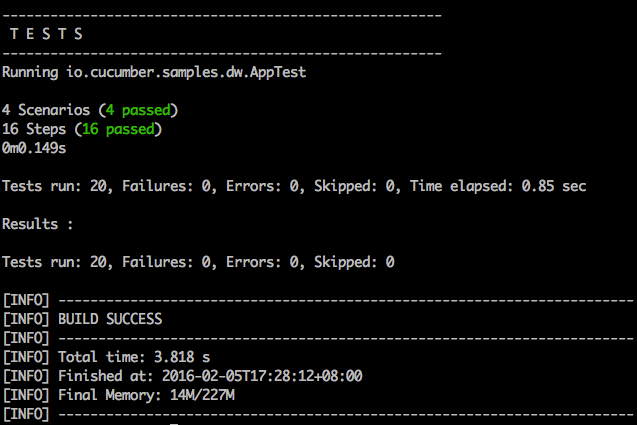 -------------------------------------------------------
 T E S T S
-------------------------------------------------------
Running io.cucumber.samples.dw.AppTest

4 Scenarios (4 passed)
16 Steps (16 passed)
0m0.149s

Tests run: 20, Failures: 0, Errors: 0, Skipped: 0, Time elapsed: 0.85 sec

Results :

Tests run: 20, Failures: 0, Errors: 0, Skipped: 0

[INFO] ------------------------------------------------------------------------
[INFO] BUILD SUCCESS
[INFO] ------------------------------------------------------------------------
[INFO] Total time: 3.818 s
[INFO] Finished at: 2016-02-05T17:28:12+08:00
[INFO] Final Memory: 14M/227M
[INFO] ------------------------------------------------------------------------